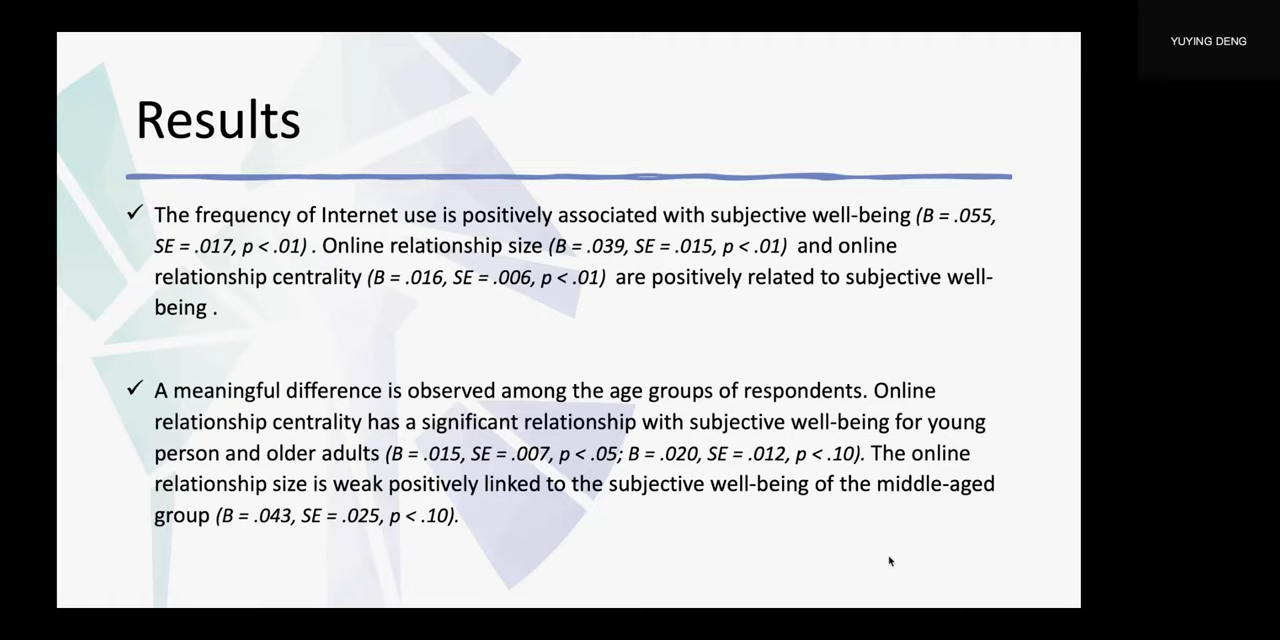 YUYING DENG
Results
✓ The frequency of Internet use is positively associated with subjective well-being (B = .055,
SE = .017, p < .01) . Online relationship size (B = .039, SE = .015, p < .01) and online
relationship centrality (B = .016, SE = .006, p < .01) are positively related to subjective well-
being .
✓ A meaningful difference is observed among the age groups of respondents. Online
relationship centrality has a significant relationship with subjective well-being for young
person and older adults (B = .015, SE = .007, p < .05; B = .020, SE = .012, p < .10). The online
relationship size is weak positively linked to the subjective well-being of the middle-aged
group (B = .043, SE = .025, p < .10).